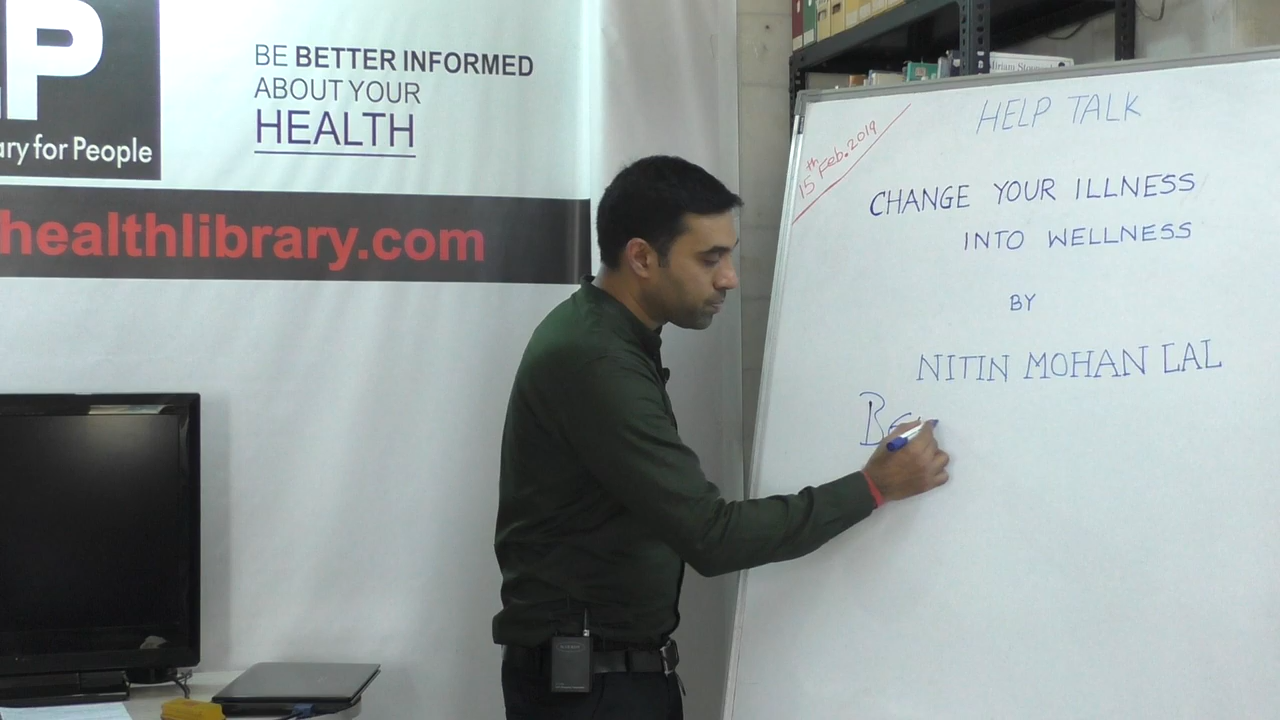 P
ary for People
BE BETTER INFORMED
ABOUT YOUR
HEALTH
healthlibrary.com
15th Feb. 2019
HELP TALK
CHANGE YOUR ILLNESS
INTO WELLNESS
BY
NITIN MOHAN LAL
Be